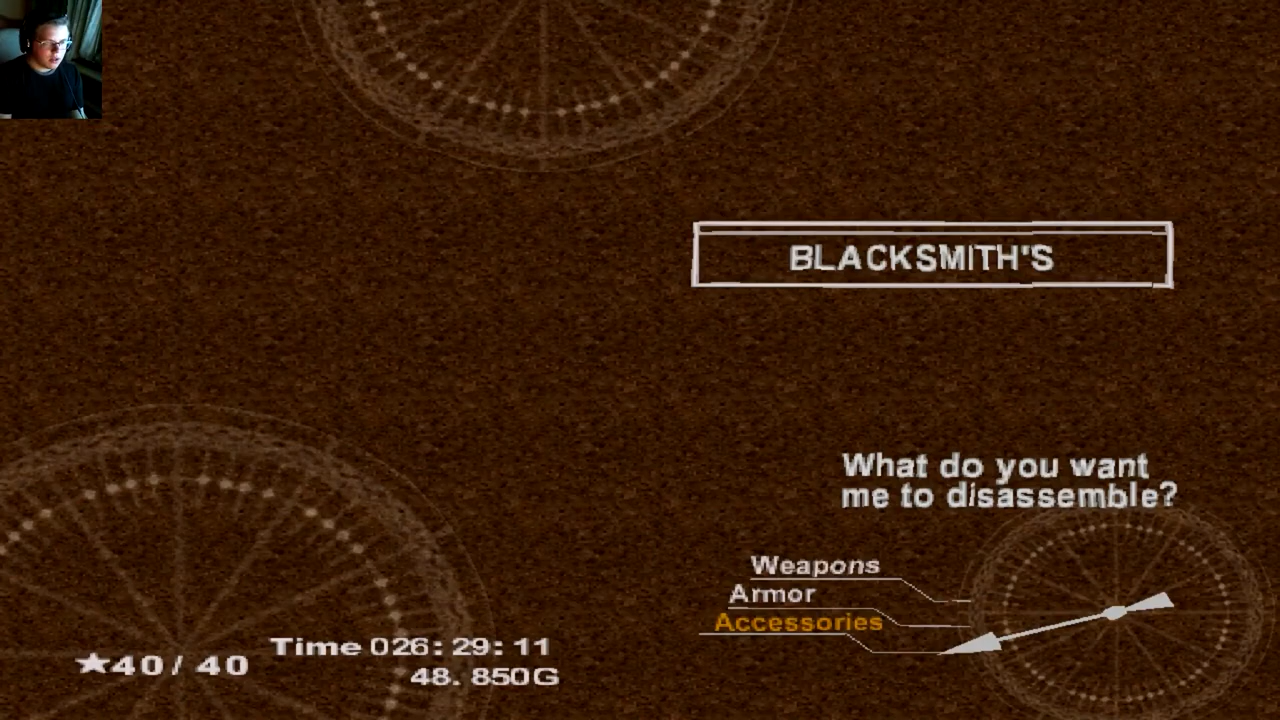 BLACKSMITH'S
What do you want
me to disassemble?
Weapons
Armor
Accessories
Time 026:29:11
★40/ 40
48. 850G